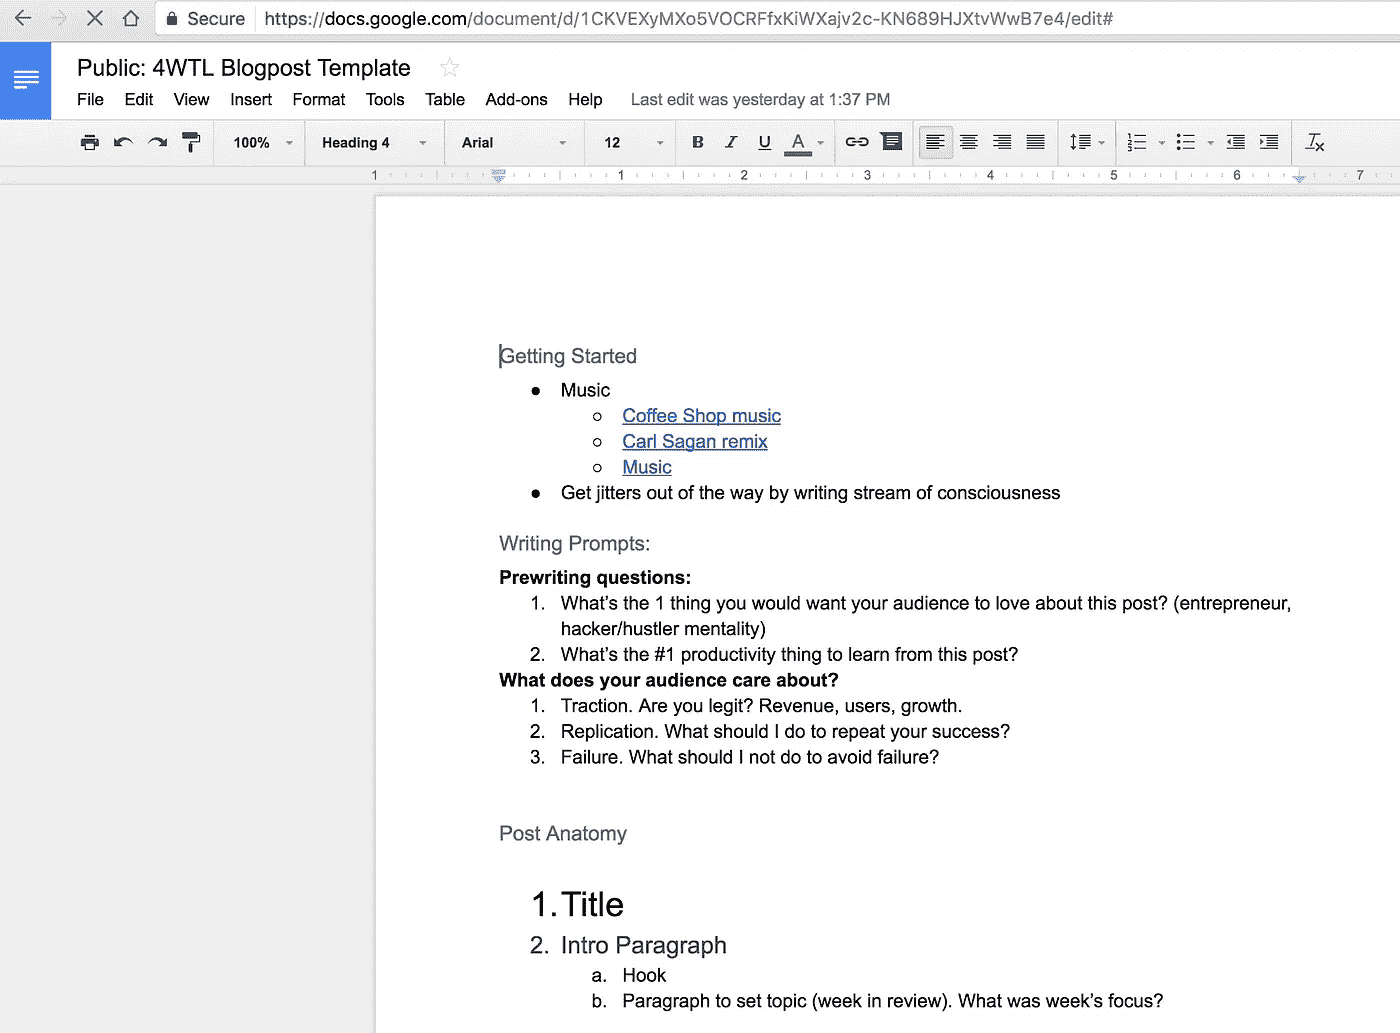 Secure https://docs.google.com/document/d/1CKVEXyMXo5VOCRFfxKiWXajv2c-KN689HJXtvWwB7e4/edit#
Public: 4WTL Blogpost Template
File Edit View Insert Format Tools Table Add-ons Help Last edit was yesterday at 1:37 PM
100% Heading 4 Arial 12 B I U A
1 1 2 3 4 5 6 7
Getting Started
● Music
○ Coffee Shop music
○ Carl Sagan remix
○ Music
● Get jitters out of the way by writing stream of consciousness
Writing Prompts:
Prewriting questions:
1. What’s the 1 thing you would want your audience to love about this post? (entrepreneur,
hacker/hustler mentality)
2. What’s the #1 productivity thing to learn from this post?
What does your audience care about?
1. Traction. Are you legit? Revenue, users, growth.
2. Replication. What should I do to repeat your success?
3. Failure. What should I not do to avoid failure?
Post Anatomy
1. Title
2. Intro Paragraph
a. Hook
b. Paragraph to set topic (week in review). What was week’s focus?